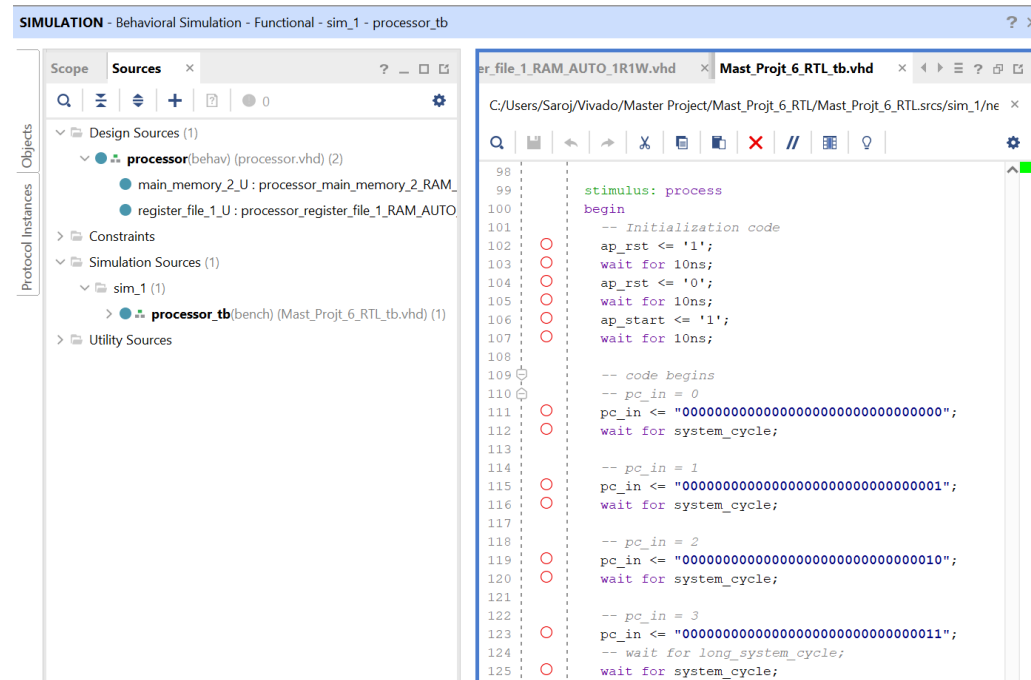 SIMULATION - Behavioral Simulation - Functional - sim_1 - processor_tb
?
Protocol Instances
Objects
Scope
Sources
×
? _
0
Design Sources (1)
processor(behav) (processor.vhd) (2)
main_memory_2_U : processor_main_memory_2_RAM_
register_file_1_U : processor_register_file_1_RAM_AUTO_
Constraints
Simulation Sources (1)
sim_1 (1)
processor_tb(bench) (Mast_Projt_6_RTL_tb.vhd) (1)
Utility Sources
er_file_1_RAM_AUTO_1R1W.vhd ×
Mast_Projt_6_RTL_tb.vhd ×
?
C:/Users/Saroj/Vivado/Master Project/Mast_Projt_6_RTL/Mast_Projt_6_RTL.srcs/sim_1/ne ×
//
98
99 stimulus: process
100 begin
101 -- Initialization code
102 ap_rst <= '1';
103 wait for 10ns;
104 ap_rst <= '0';
105 wait for 10ns;
106 ap_start <= '1';
107 wait for 10ns;
108
109 -- code begins
110 -- pc_in = 0
111 pc_in <= "00000000000000000000000000000000";
112 wait for system_cycle;
113
114 -- pc_in = 1
115 pc_in <= "00000000000000000000000000000001";
116 wait for system_cycle;
117
118 -- pc_in = 2
119 pc_in <= "00000000000000000000000000000010";
120 wait for system_cycle;
121
122 -- pc_in = 3
123 pc_in <= "00000000000000000000000000000011";
124 -- wait for long_system_cycle;
125 wait for system_cycle;